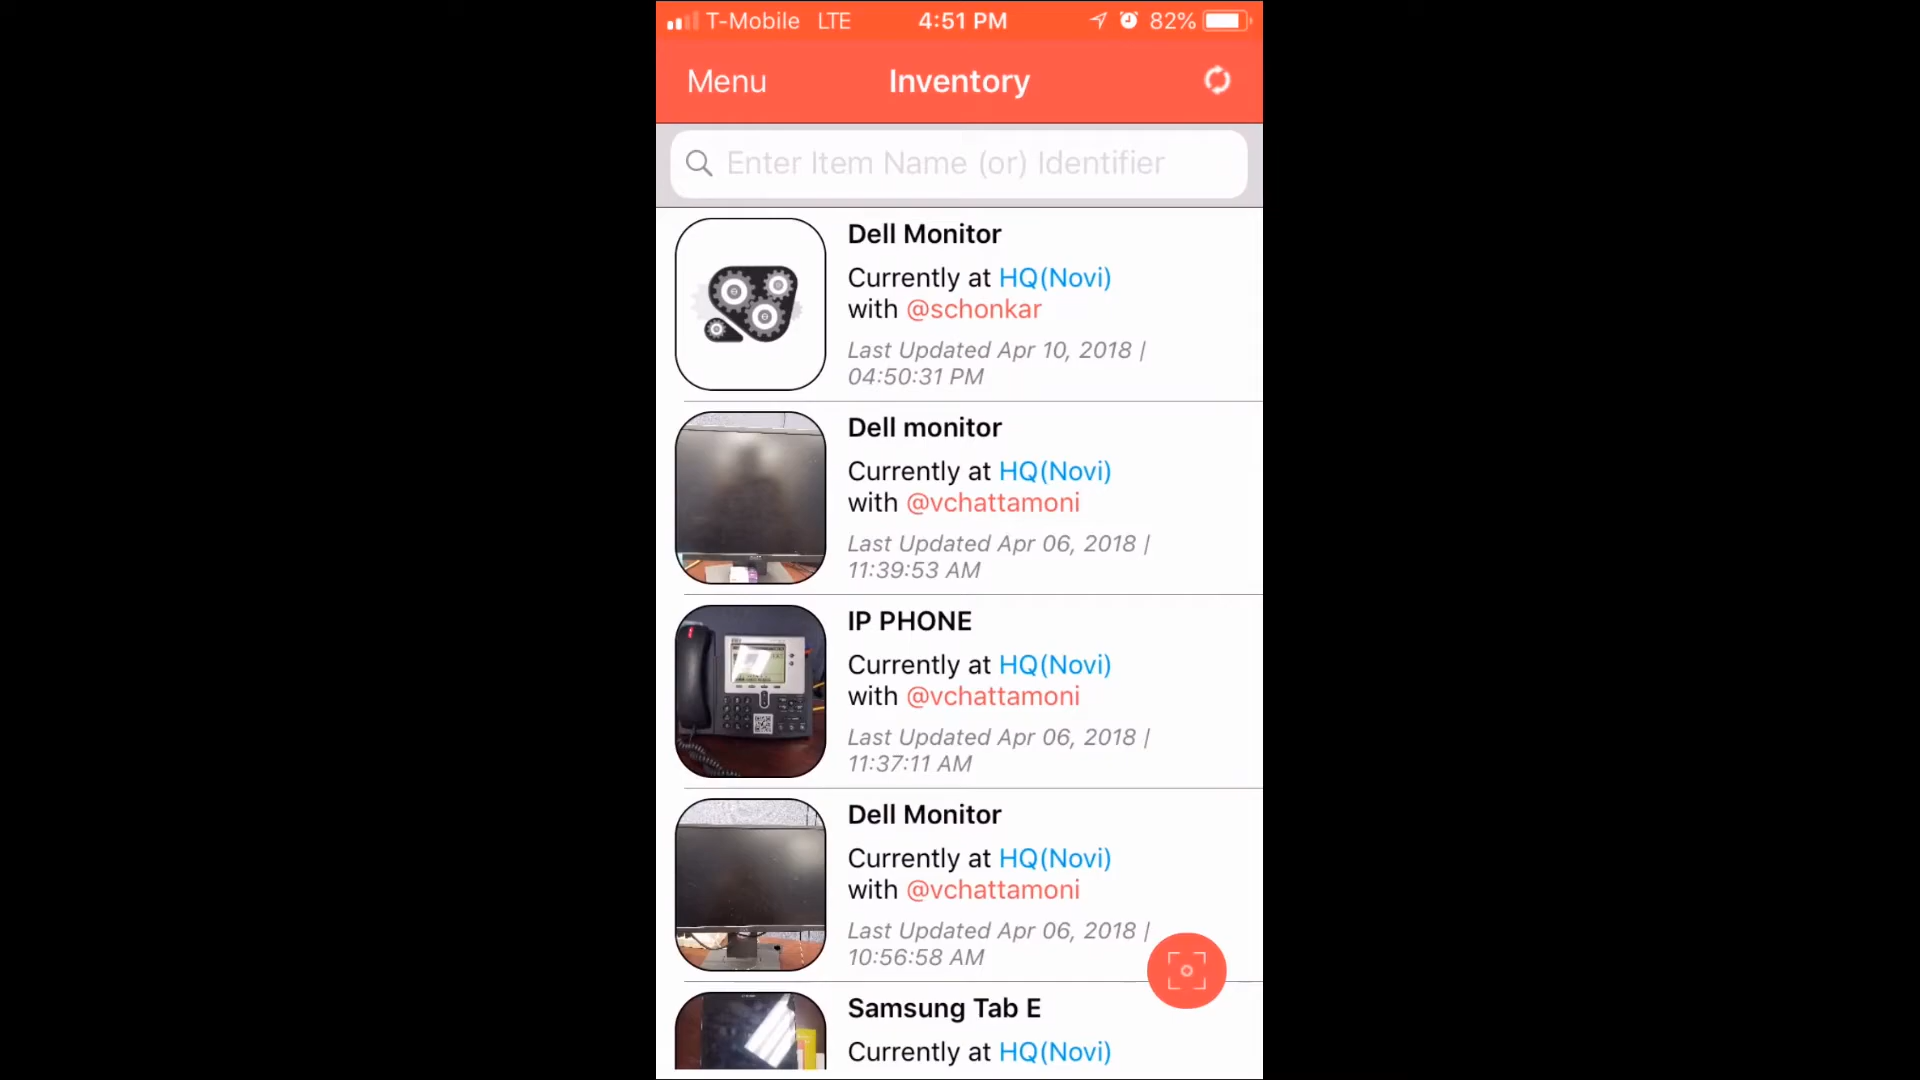 T-Mobile LTE 4:51 PM 82%
Menu Inventory
Enter Item Name (or) Identifier
Dell Monitor
Currently at HQ(Novi)
with @schonkar
Last Updated Apr 10, 2018 |
04:50:31 PM
Dell monitor
Currently at HQ(Novi)
with @vchattamoni
Last Updated Apr 06, 2018 |
11:39:53 AM
IP PHONE
Currently at HQ(Novi)
with @vchattamoni
Last Updated Apr 06, 2018 |
11:37:11 AM
Dell Monitor
Currently at HQ(Novi)
with @vchattamoni
Last Updated Apr 06, 2018 |
10:56:58 AM
Samsung Tab E
Currently at HQ(Novi)